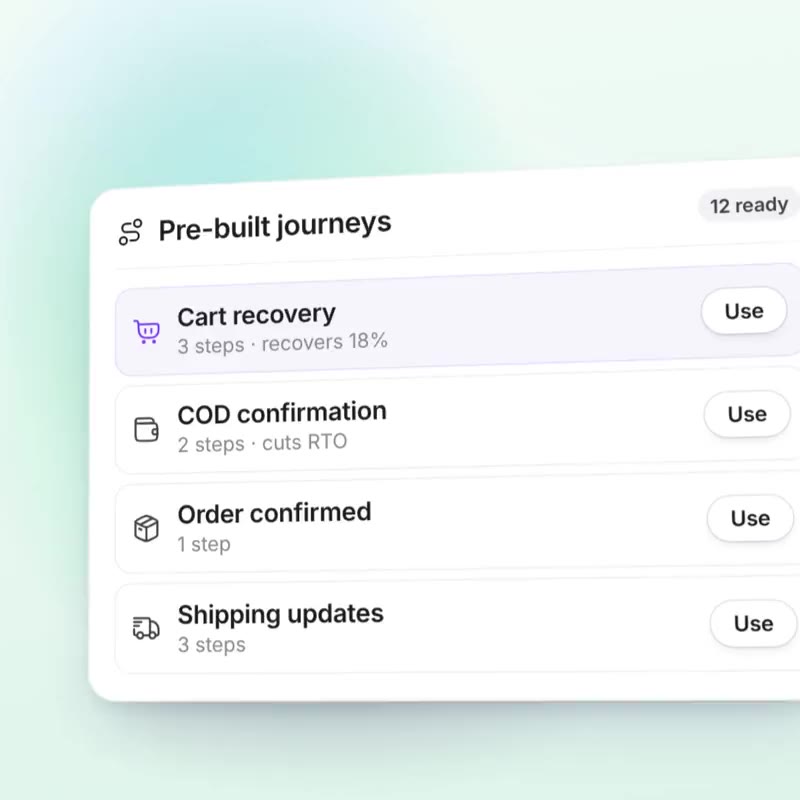 Pre-built journeys
12 ready
Cart recovery
3 steps · recovers 18%
Use
COD confirmation
2 steps · cuts RTO
Use
Order confirmed
1 step
Use
Shipping updates
3 steps
Use